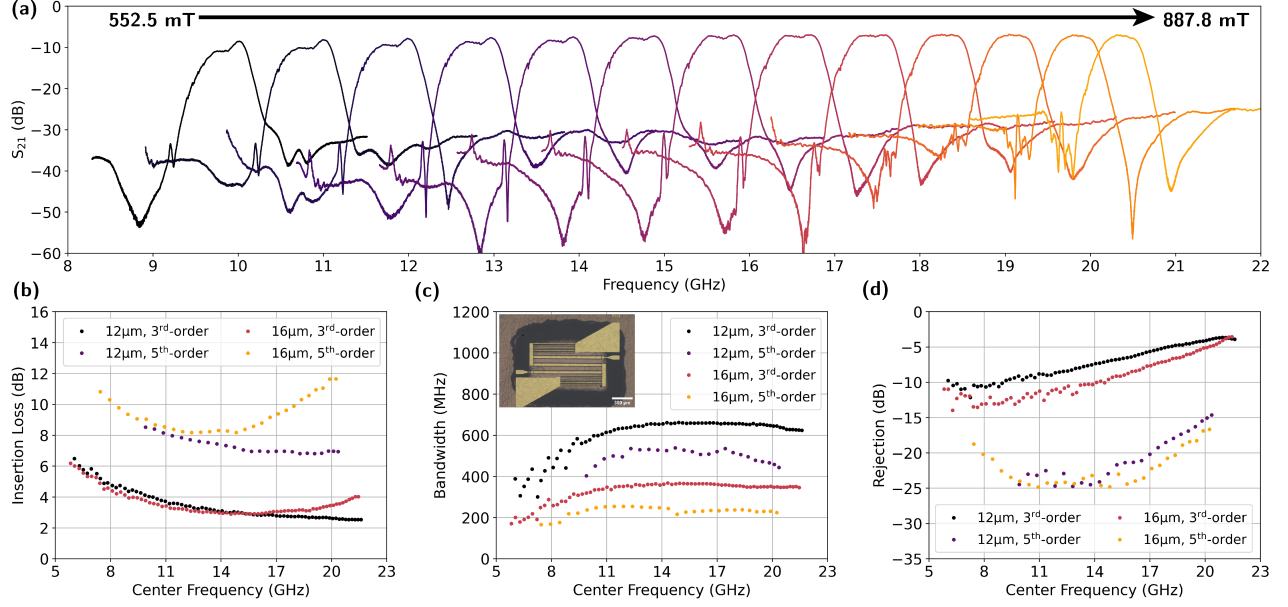 (a)
552.5 mT
887.8 mT
0
−10
−20
−30
−40
−50
−60
S21 (dB)
8 9 10 11 12 13 14 15 16 17 18 19 20 21 22
Frequency (GHz)
(b)
16
14
12
10
8
6
4
2
0
Insertion Loss (dB)
12μm, 3rd-order
12μm, 5th-order
16μm, 3rd-order
16μm, 5th-order
5 8 11 14 17 20 23
Center Frequency (GHz)
(c)
1200
1000
800
600
400
200
0
Bandwidth (MHz)
100 μm
12μm, 3rd-order
12μm, 5th-order
16μm, 3rd-order
16μm, 5th-order
5 8 11 14 17 20 23
Center Frequency (GHz)
(d)
0
−5
−10
−15
−20
−25
−30
−35
Rejection (dB)
12μm, 3rd-order
12μm, 5th-order
16μm, 3rd-order
16μm, 5th-order
5 8 11 14 17 20 23
Center Frequency (GHz)